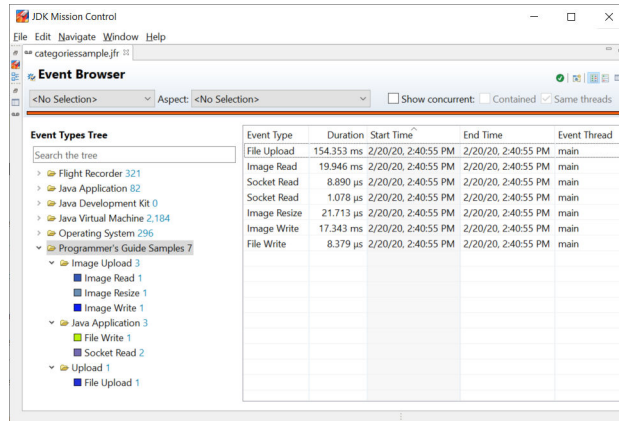 JDK Mission Control
File Edit Navigate Window Help
categoriessample.jfr
Event Browser
<No Selection> Aspect: <No Selection> Show concurrent: Contained Same threads
Event Types Tree
Search the tree
Flight Recorder 321
Java Application 82
Java Development Kit 0
Java Virtual Machine 2,184
Operating System 296
Programmer's Guide Samples 7
Image Upload 3
Image Read 1
Image Resize 1
Image Write 1
Java Application 3
File Write 1
Socket Read 2
Upload 1
File Upload 1
Event Type Duration Start Time End Time Event Thread
File Upload 154.353 ms 2/20/20, 2:40:55 PM 2/20/20, 2:40:55 PM main
Image Read 19.946 ms 2/20/20, 2:40:55 PM 2/20/20, 2:40:55 PM main
Socket Read 8.890 μs 2/20/20, 2:40:55 PM 2/20/20, 2:40:55 PM main
Socket Read 1.078 μs 2/20/20, 2:40:55 PM 2/20/20, 2:40:55 PM main
Image Resize 21.713 μs 2/20/20, 2:40:55 PM 2/20/20, 2:40:55 PM main
Image Write 17.343 ms 2/20/20, 2:40:55 PM 2/20/20, 2:40:55 PM main
File Write 8.379 μs 2/20/20, 2:40:55 PM 2/20/20, 2:40:55 PM main